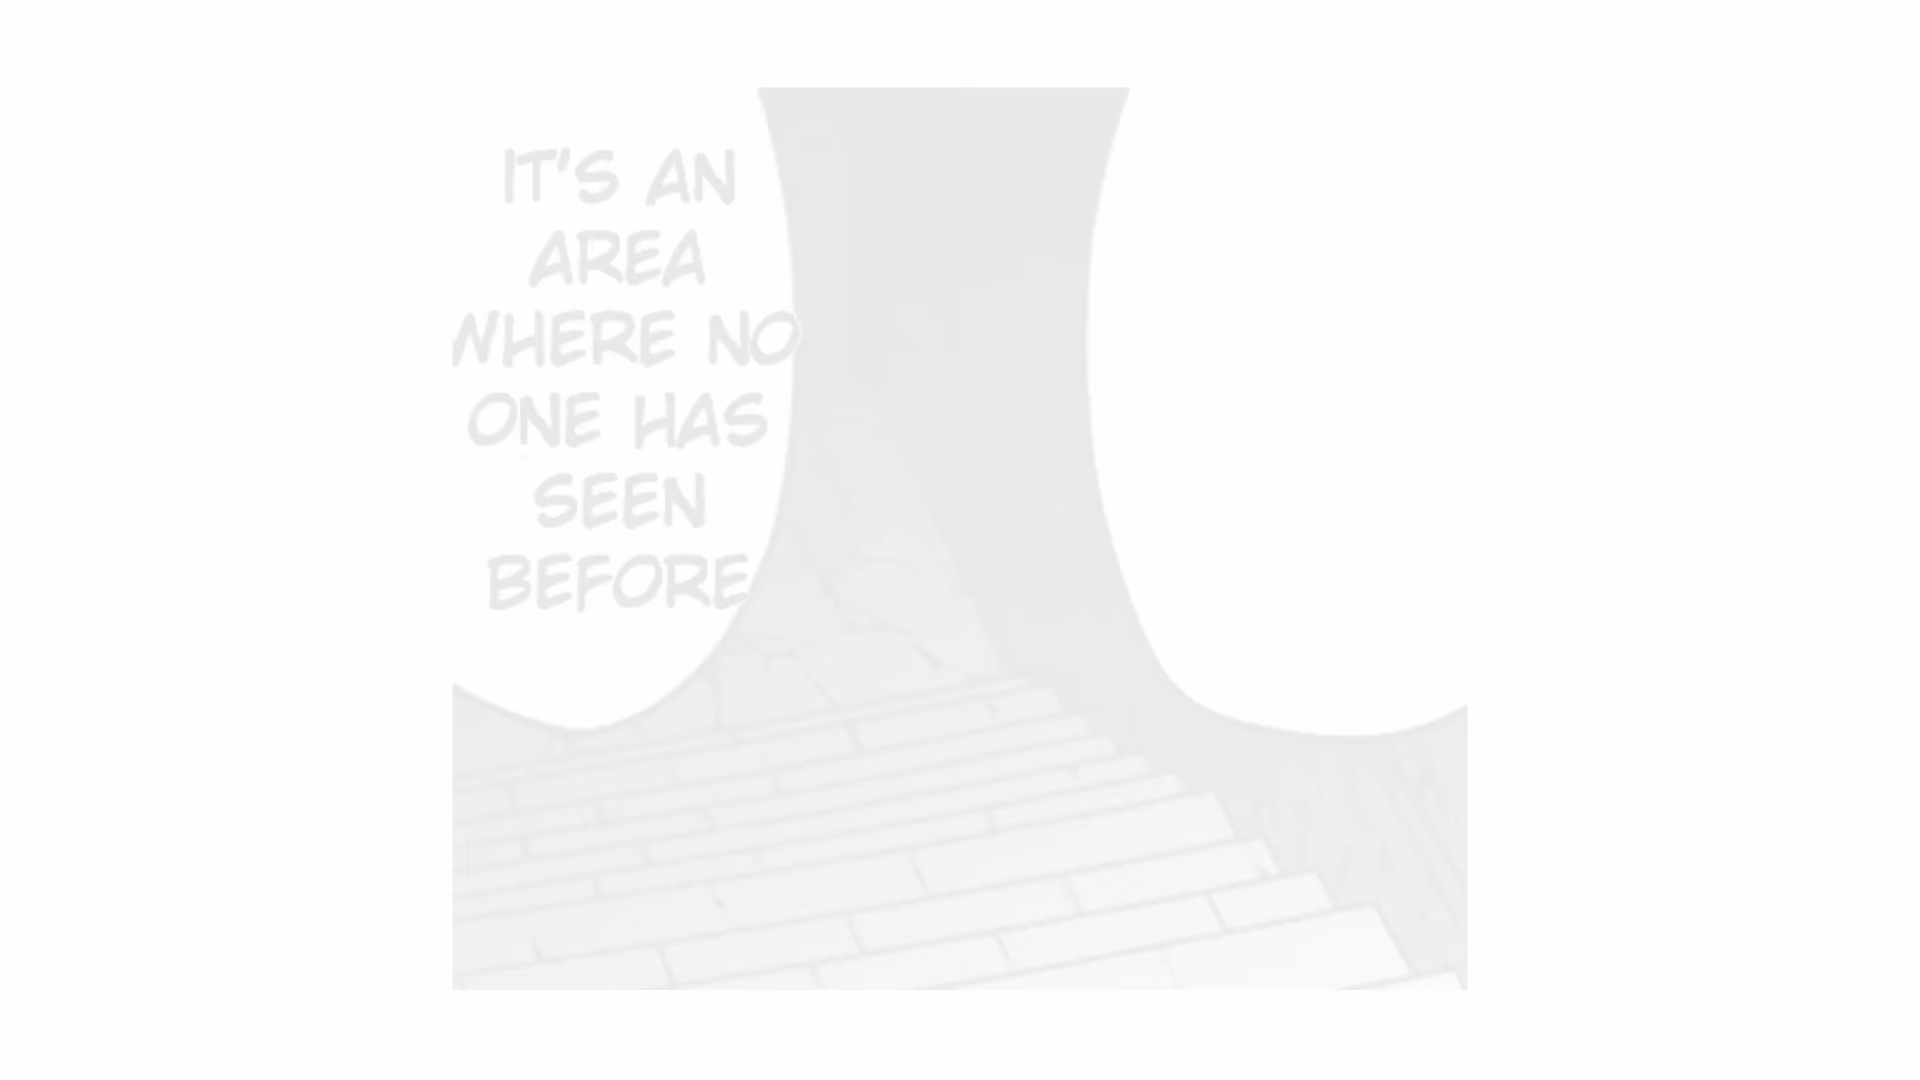 IT'S AN
AREA
WHERE NO
ONE HAS
SEEN
BEFORE